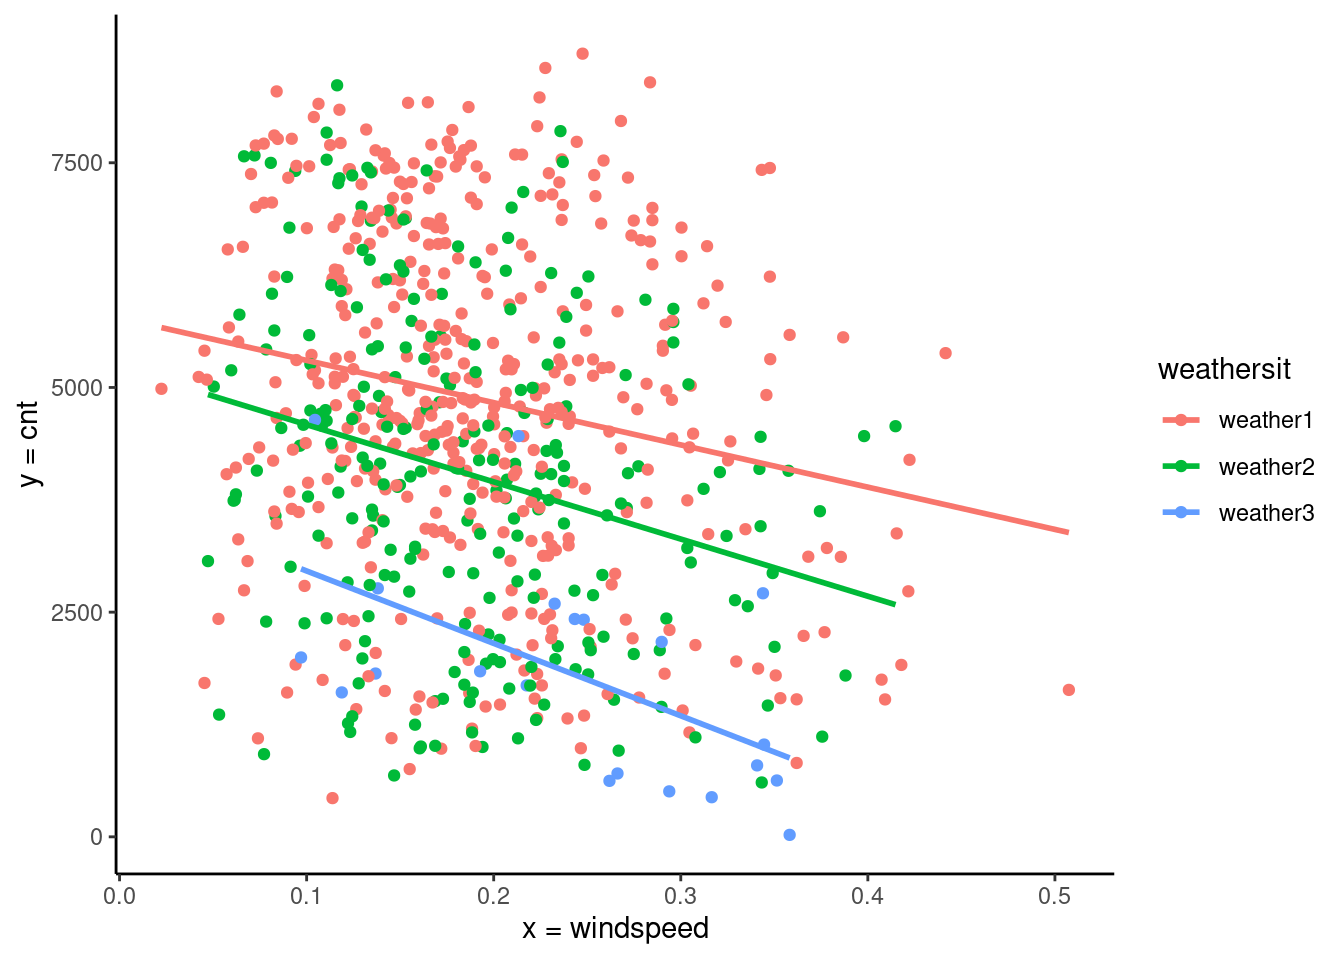 7500
5000
2500
0
y = cnt
0.0 0.1 0.2 0.3 0.4 0.5
x = windspeed
weathersit
weather1
weather2
weather3